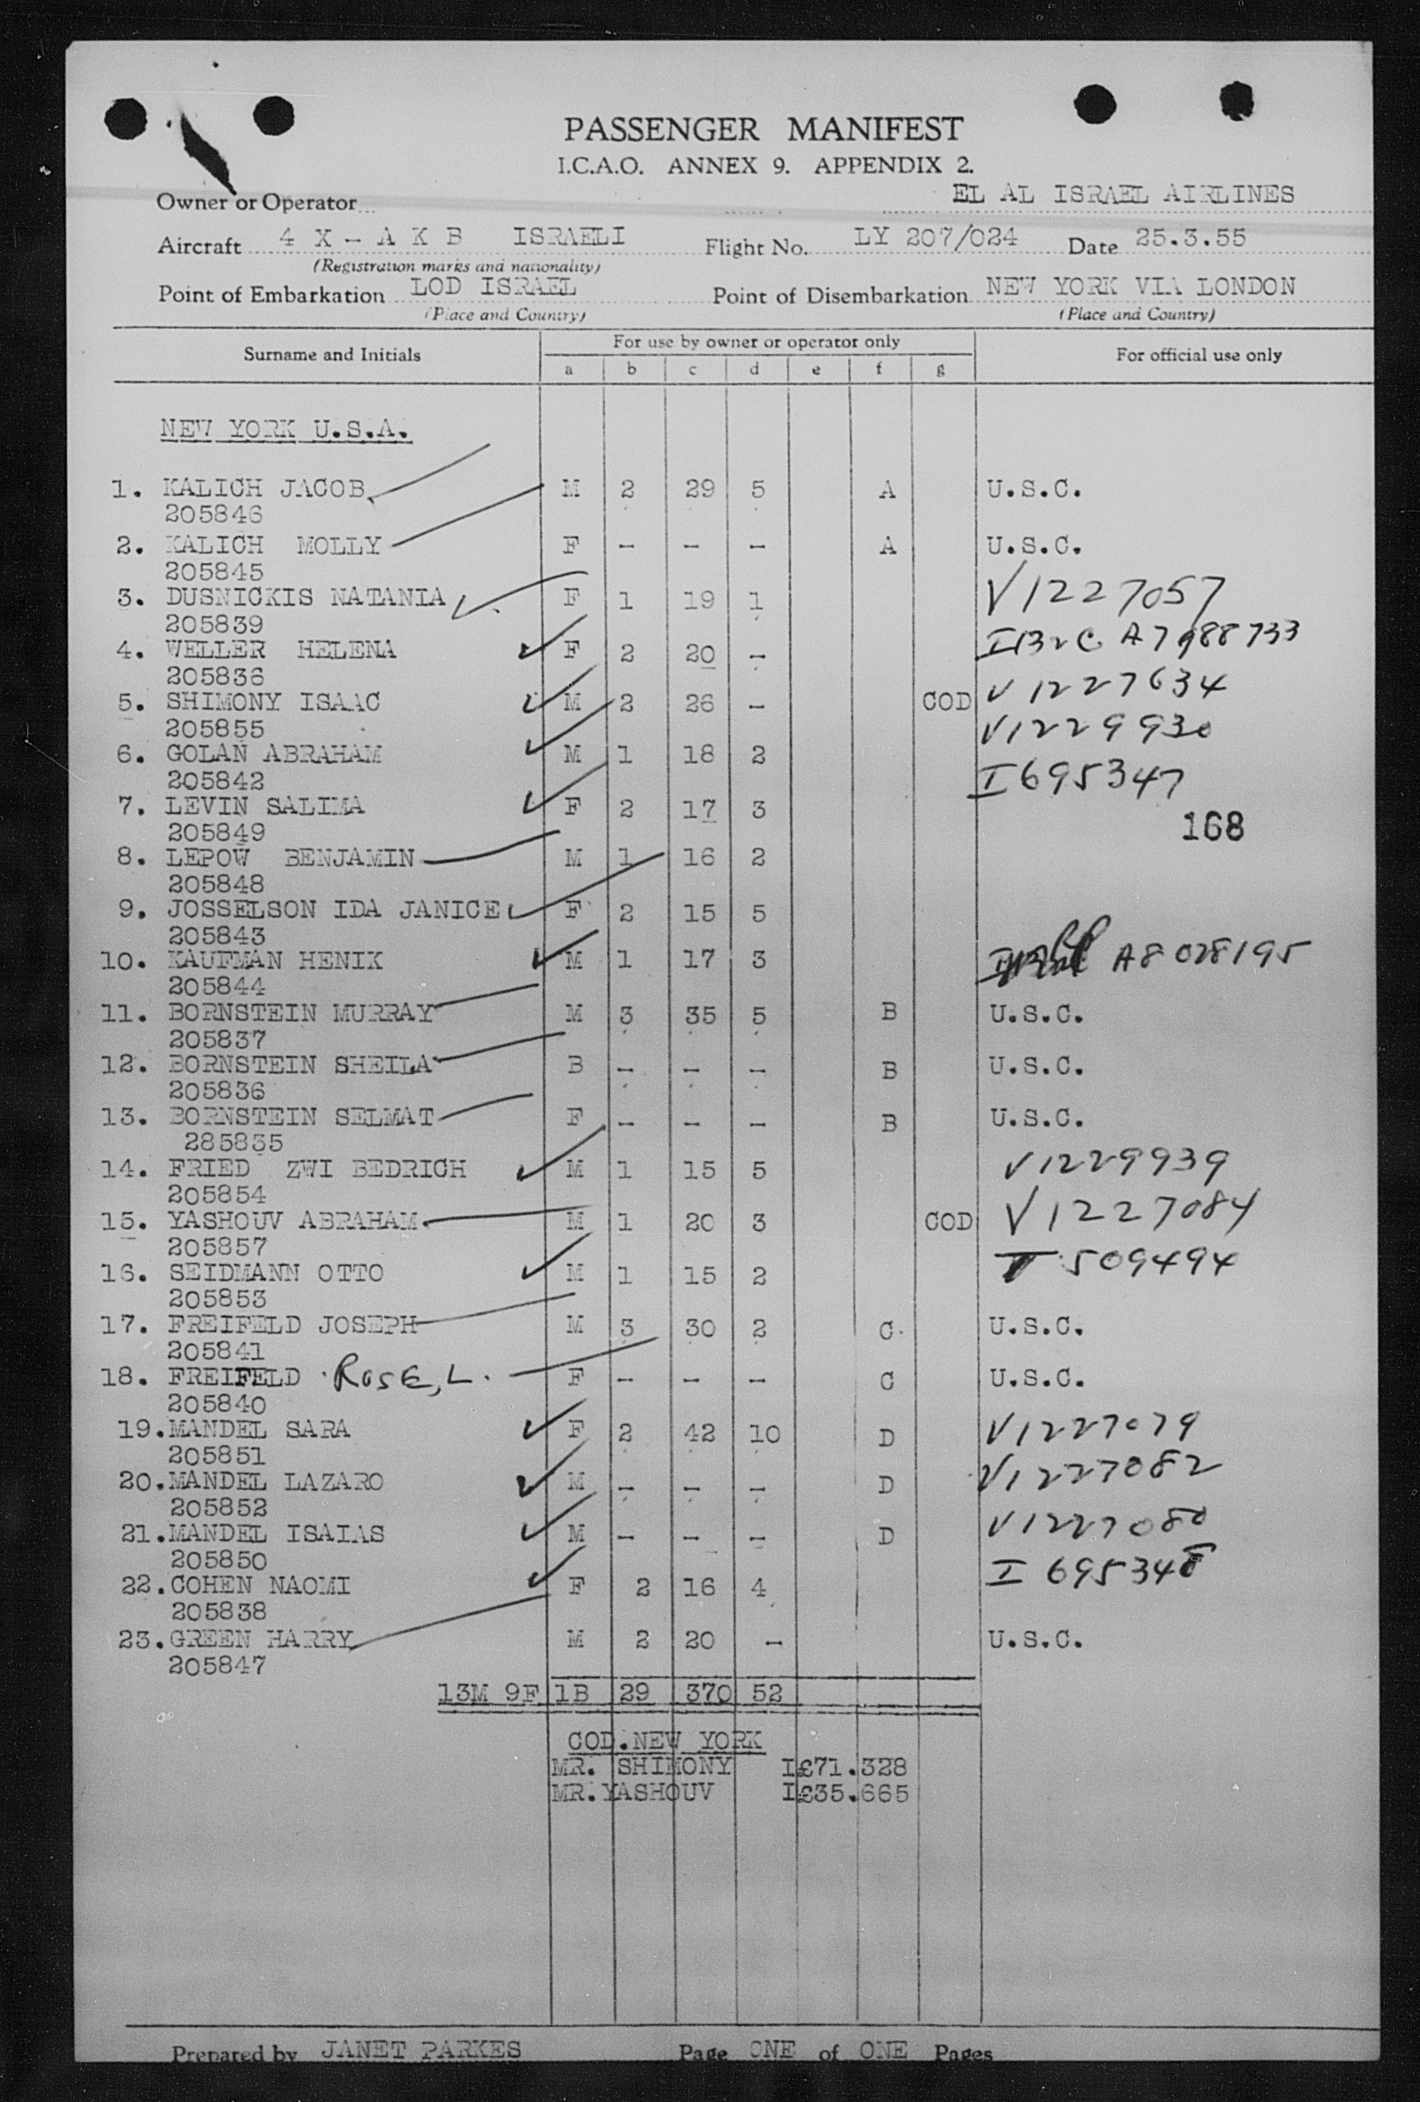 PASSENGER MANIFEST
I.C.A.O. ANNEX 9. APPENDIX 2.
Owner or Operator EL AL ISRAEL AIRLINES
Aircraft 4 X - A K B ISRAELI Flight No. LY 207/024 Date 25.3.55
(Registration marks and nationality)
Point of Embarkation LOD ISRAEL Point of Disembarkation NEW YORK VIA LONDON
(Place and Country) (Place and Country)
Surname and Initials For use by owner or operator only For official use only
a b c d e f g
NEW YORK U.S.A.
1. KALICH JACOB M 2 29 5 A U.S.C.
205846
2. KALICH MOLLY F - - - A U.S.C.
205845
3. DUSNICKIS NATANIA F 1 19 1 V1227057
205839
4. WELLER HELENA F 2 20 - A7988733
205836
5. SHIMONY ISAAC M 2 26 - COD V1227634
205855
6. GOLAN ABRAHAM M 1 18 2 V1229930
205842
7. LEVIN SALIMA F 2 17 3 I695347
205849
168
8. LEPOW BENJAMIN M 1 16 2
205848
9. JOSSELSON IDA JANICE F 2 15 5
205843
10. KAUFMAN HENIK M 1 17 3 A8028195
205844
11. BORNSTEIN MURRAY M 3 35 5 B U.S.C.
205837
12. BORNSTEIN SHEILA B - - - B U.S.C.
205836
13. BORNSTEIN SELMAT F - - - B U.S.C.
285835
14. FRIED ZWI BEDRICH M 1 15 5 V1229939
205854
15. YASHOUV ABRAHAM M 1 20 3 COD V1227084
205857
16. SEIDMANN OTTO M 1 15 2 509494
205853
17. FREIFELD JOSEPH M 3 30 2 C. U.S.C.
205841
18. FREIFELD ROSE, L. F - - - C U.S.C.
205840
19. MANDEL SARA F 2 42 10 D V1227079
205851
20. MANDEL LAZARO M - - - D V1227082
205852
21. MANDEL ISAIAS M - - - D V1227080
205850
22. COHEN NAOMI F 2 16 4 I 695348
205838
23. GREEN HARRY M 2 20 - U.S.C.
205847
13M 9F 1B 29 370 52
COD.NEW YORK
MR. SHIMONY I£71.328
MR.YASHOUV I£35.665
Prepared by JANET PARKES Page ONE of ONE Pages